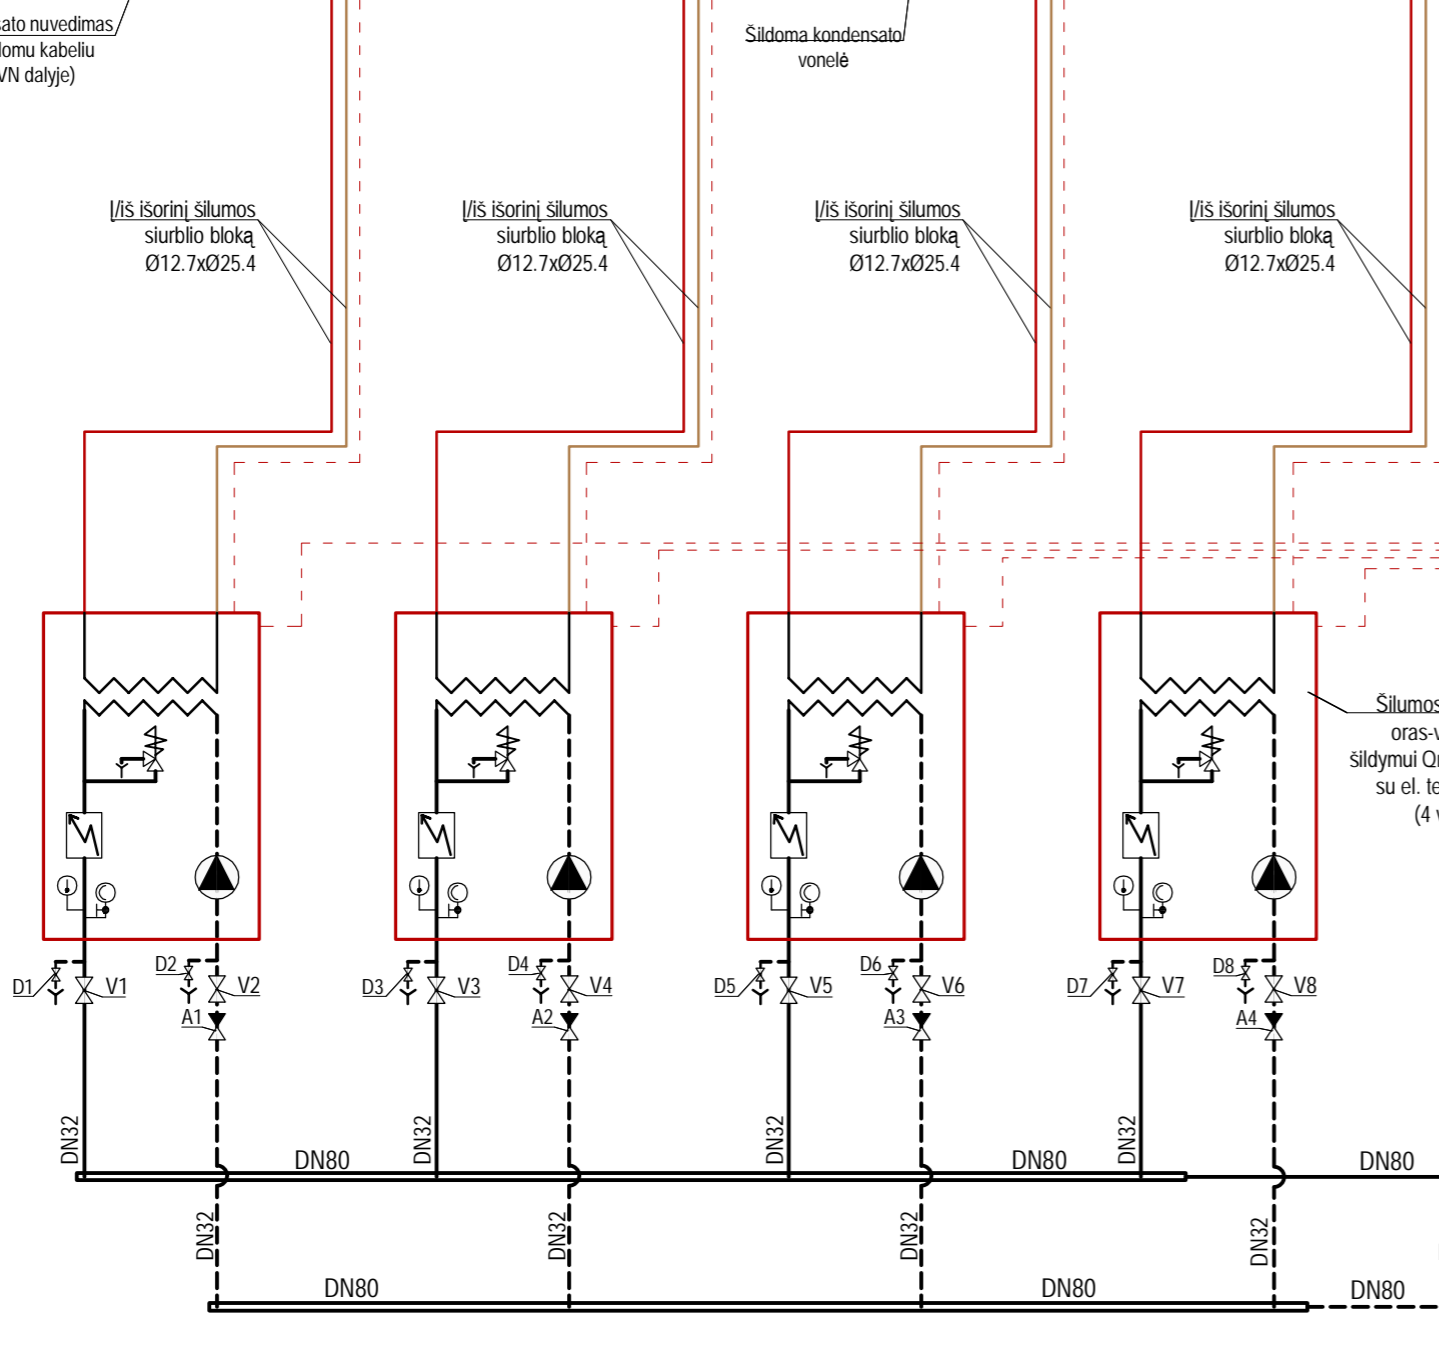 sato nuvedimas
domu kabeliu
VN dalyje)
Šildoma kondensato
vonelė
Į/iš išorinį šilumos
siurblio bloką
Ø12.7xØ25.4
Į/iš išorinį šilumos
siurblio bloką
Ø12.7xØ25.4
Į/iš išorinį šilumos
siurblio bloką
Ø12.7xØ25.4
Į/iš išorinį šilumos
siurblio bloką
Ø12.7xØ25.4
Šilumos
oras-v
šildymui Q
su el. te
(4 v
D1
V1
D2
V2
A1
D3
V3
D4
V4
A2
D5
V5
D6
V6
A3
D7
V7
D8
V8
A4
DN32
DN32
DN32
DN32
DN80
DN80
DN80
DN32
DN32
DN32
DN32
DN80
DN80
DN80